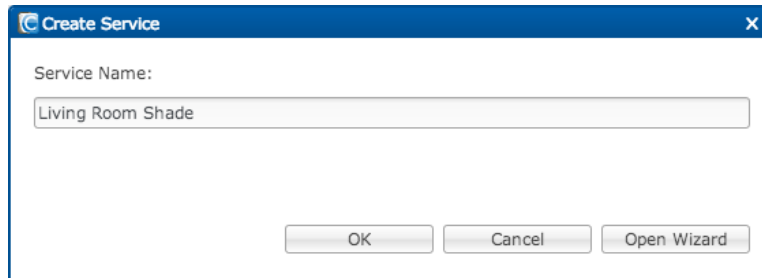 Create Service
Service Name:
Living Room Shade
OK Cancel Open Wizard